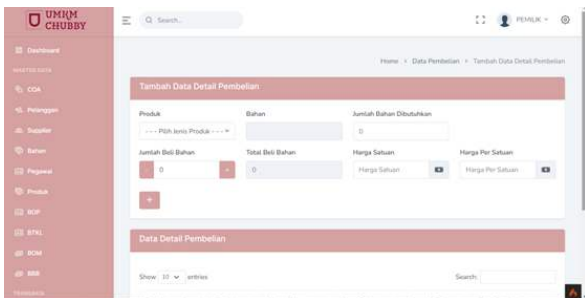 UMKM
CHUBBY
Search...
PEMILIK
Dashboard
MASTER DATA
COA
Pelanggan
Supplier
Bahan
Pegawai
Produk
BOP
BTKL
BOM
BBB
TRANSAKSI
Home > Data Pembelian > Tambah Data Detail Pembelian
Tambah Data Detail Pembelian
Produk Bahan Jumlah Bahan Dibutuhkan
- - - Pilih Jenis Produk - - - 0
Jumlah Beli Bahan Total Beli Bahan Harga Satuan Harga Per Satuan
- 0 + 0 Harga Satuan Harga Per Satuan
+
Data Detail Pembelian
Show 10 entries Search: